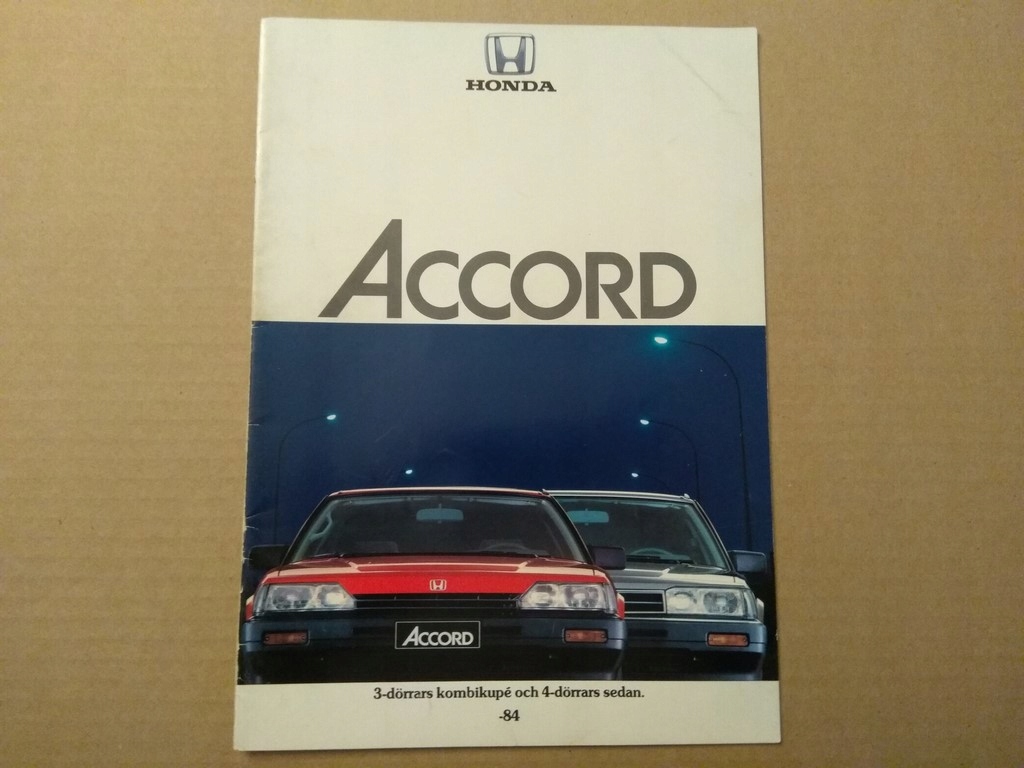 HONDA
ACCORD
ACCORD
3-dörrars kombikupé och 4-dörrars sedan.
-84